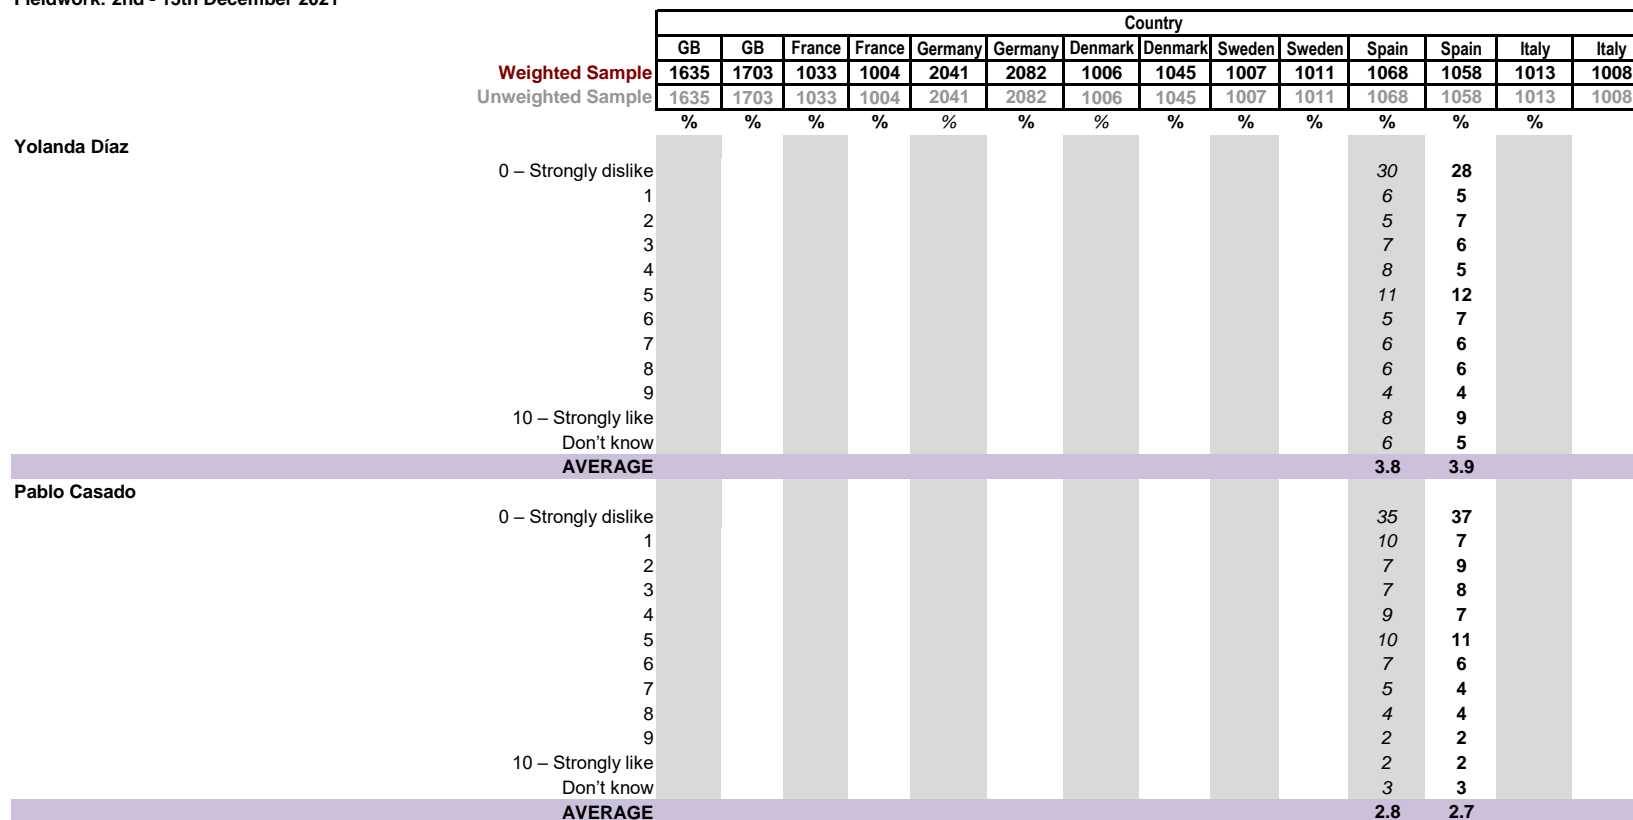 Fieldwork: 2nd - 15th December 2021
Country
GB GB France France Germany Germany Denmark Denmark Sweden Sweden Spain Spain Italy Italy
Weighted Sample 1635 1703 1033 1004 2041 2082 1006 1045 1007 1011 1068 1058 1013 1008
Unweighted Sample 1635 1703 1033 1004 2041 2082 1006 1045 1007 1011 1068 1058 1013 1008
% % % % % % % % % % % % %
Yolanda Díaz
0 – Strongly dislike 30 28
1 6 5
2 5 7
3 7 6
4 8 5
5 11 12
6 5 7
7 6 6
8 6 6
9 4 4
10 – Strongly like 8 9
Don't know 6 5
AVERAGE 3.8 3.9
Pablo Casado
0 – Strongly dislike 35 37
1 10 7
2 7 9
3 7 8
4 9 7
5 10 11
6 7 6
7 5 4
8 4 4
9 2 2
10 – Strongly like 2 2
Don't know 3 3
AVERAGE 2.8 2.7